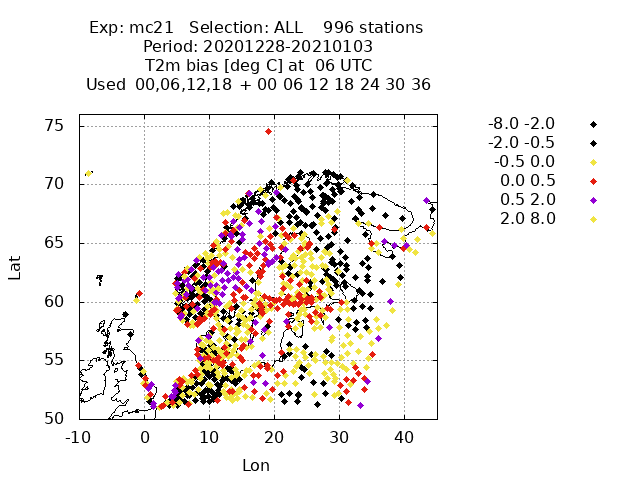 Exp: mc21   Selection: ALL    996 stations
Period: 20201228-20210103
T2m bias [deg C] at  06 UTC
Used  00,06,12,18 + 00 06 12 18 24 30 36
-8.0 -2.0
-2.0 -0.5
-0.5 0.0
0.0 0.5
0.5 2.0
2.0 8.0
75
70
65
60
55
50
Lat
-10 0 10 20 30 40
Lon